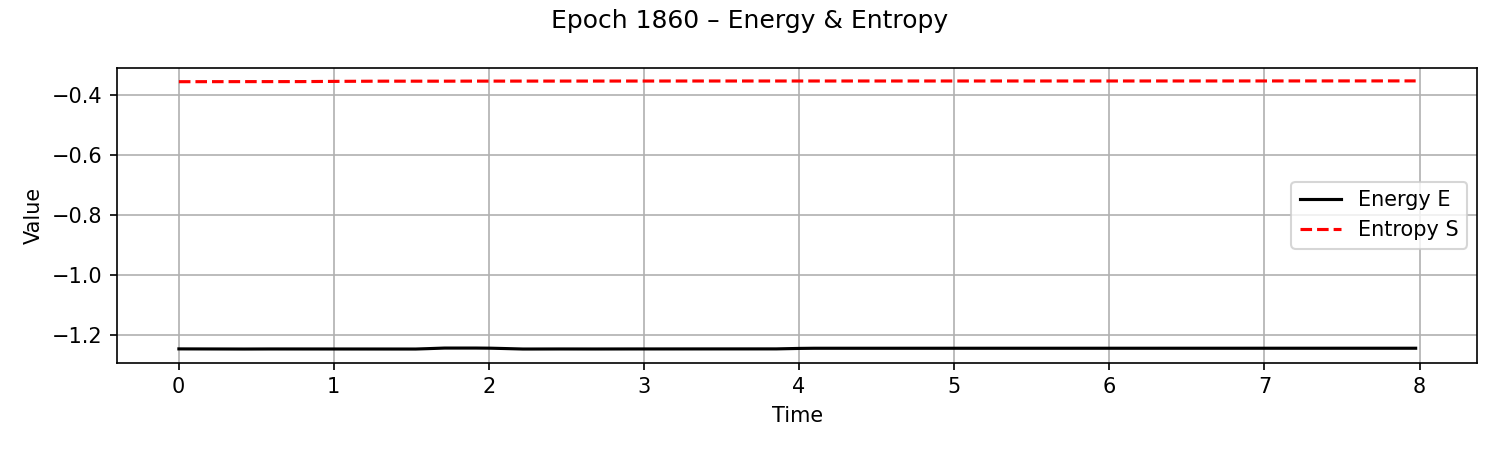 Epoch 1860 – Energy & Entropy
−0.4
−0.6
−0.8
−1.0
−1.2
Value
Energy E
Entropy S
0 1 2 3 4 5 6 7 8
Time